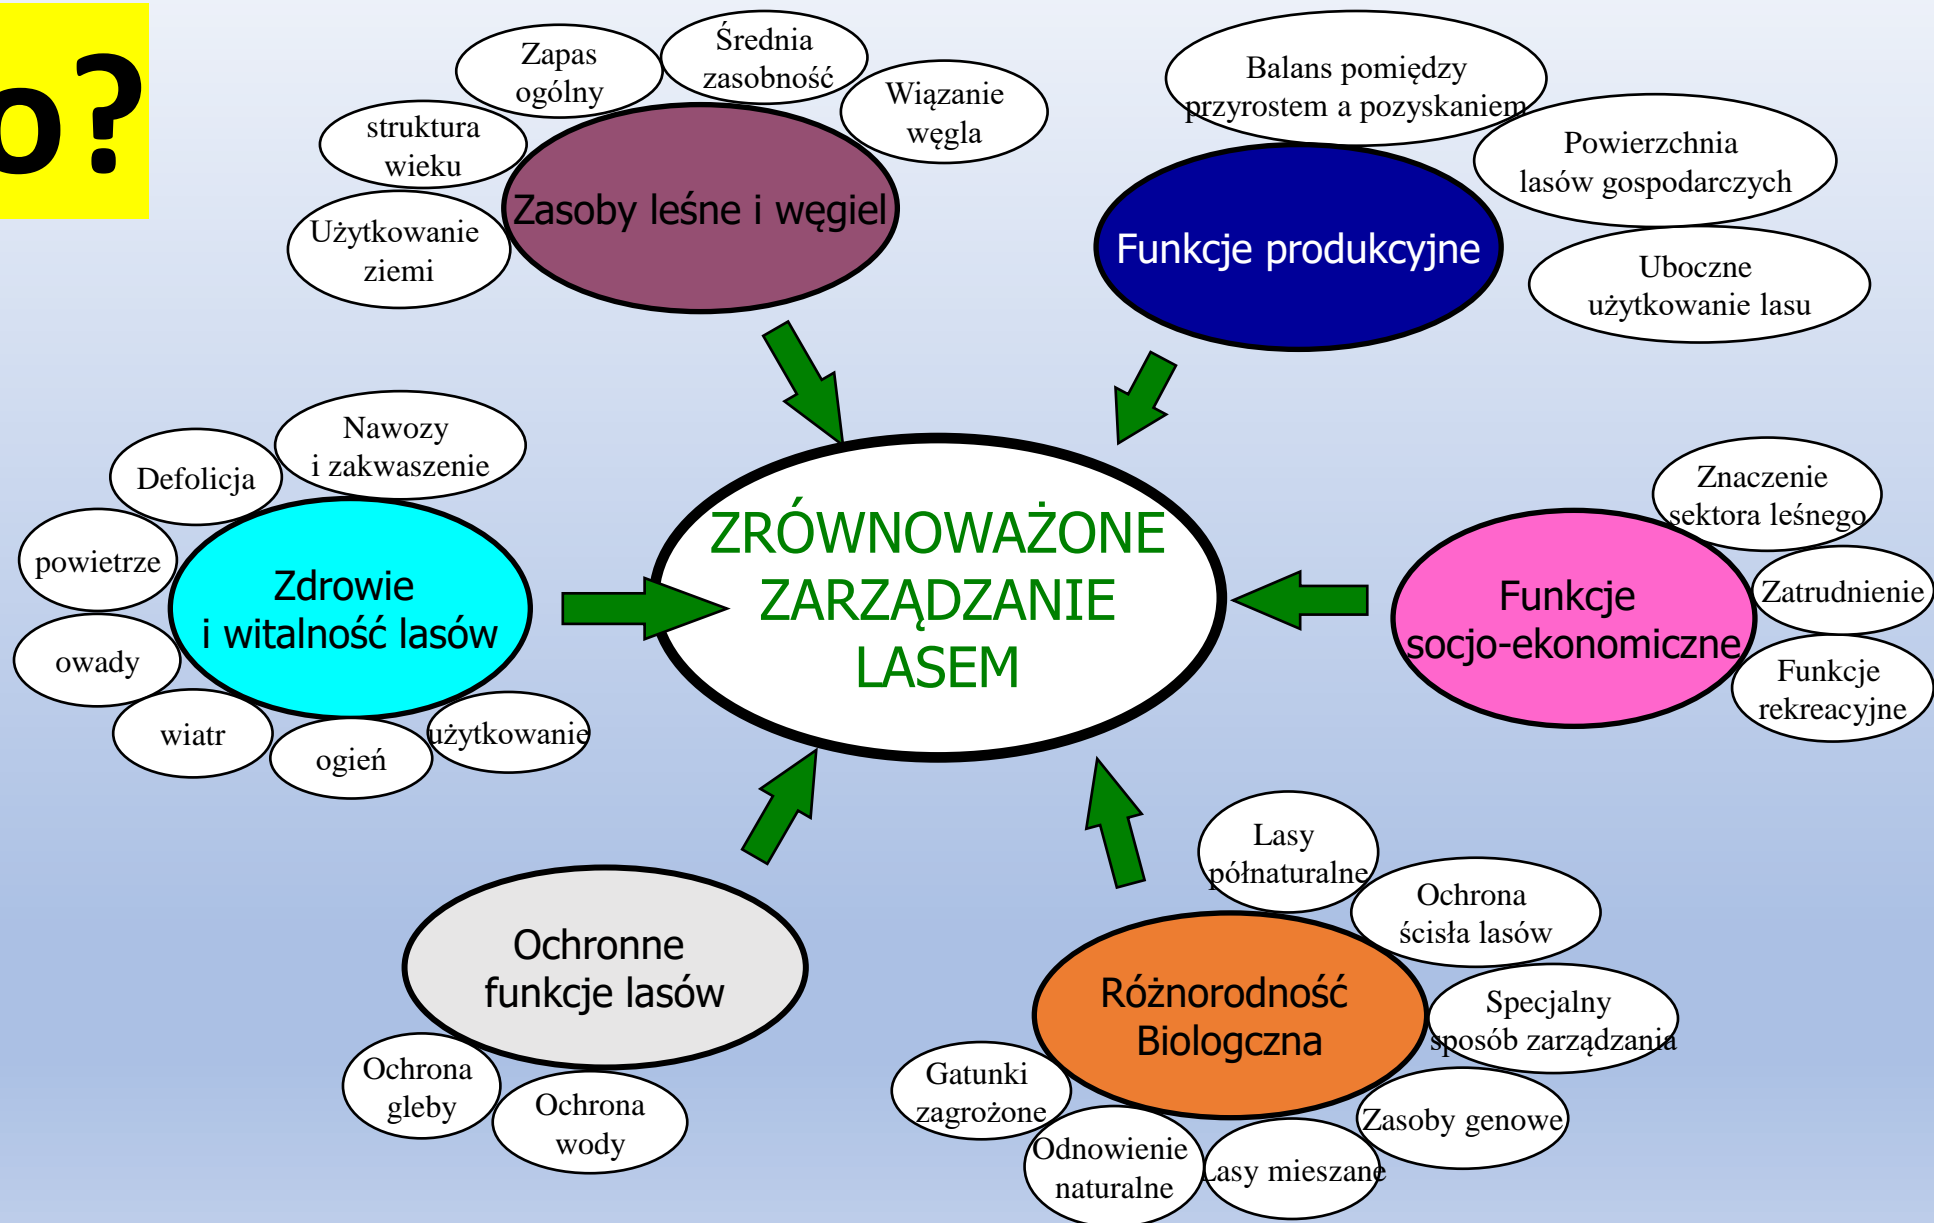 o?
Zapas
ogólny
Średnia
zasobność
Wiązanie
węgla
struktura
wieku
Użytkowanie
ziemi
Zasoby leśne i węgiel
Balans pomiędzy
przyrostem a pozyskaniem
Powierzchnia
lasów gospodarczych
Uboczne
użytkowanie lasu
Funkcje produkcyjne
Nawozy
i zakwaszenie
Defolicja
powietrze
owady
wiatr
ogień
użytkowanie
Zdrowie
i witalność lasów
ZRÓWNOWAŻONE
ZARZĄDZANIE
LASEM
Znaczenie
sektora leśnego
Zatrudnienie
Funkcje
rekreacyjne
Funkcje
socjo-ekonomiczne
Ochronne
funkcje lasów
Ochrona
gleby
Ochrona
wody
Lasy
półnaturalne
Ochrona
ścisła lasów
Specjalny
sposób zarządzania
Zasoby genowe
Lasy mieszane
Odnowienie
naturalne
Gatunki
zagrożone
Różnorodność
Biologczna